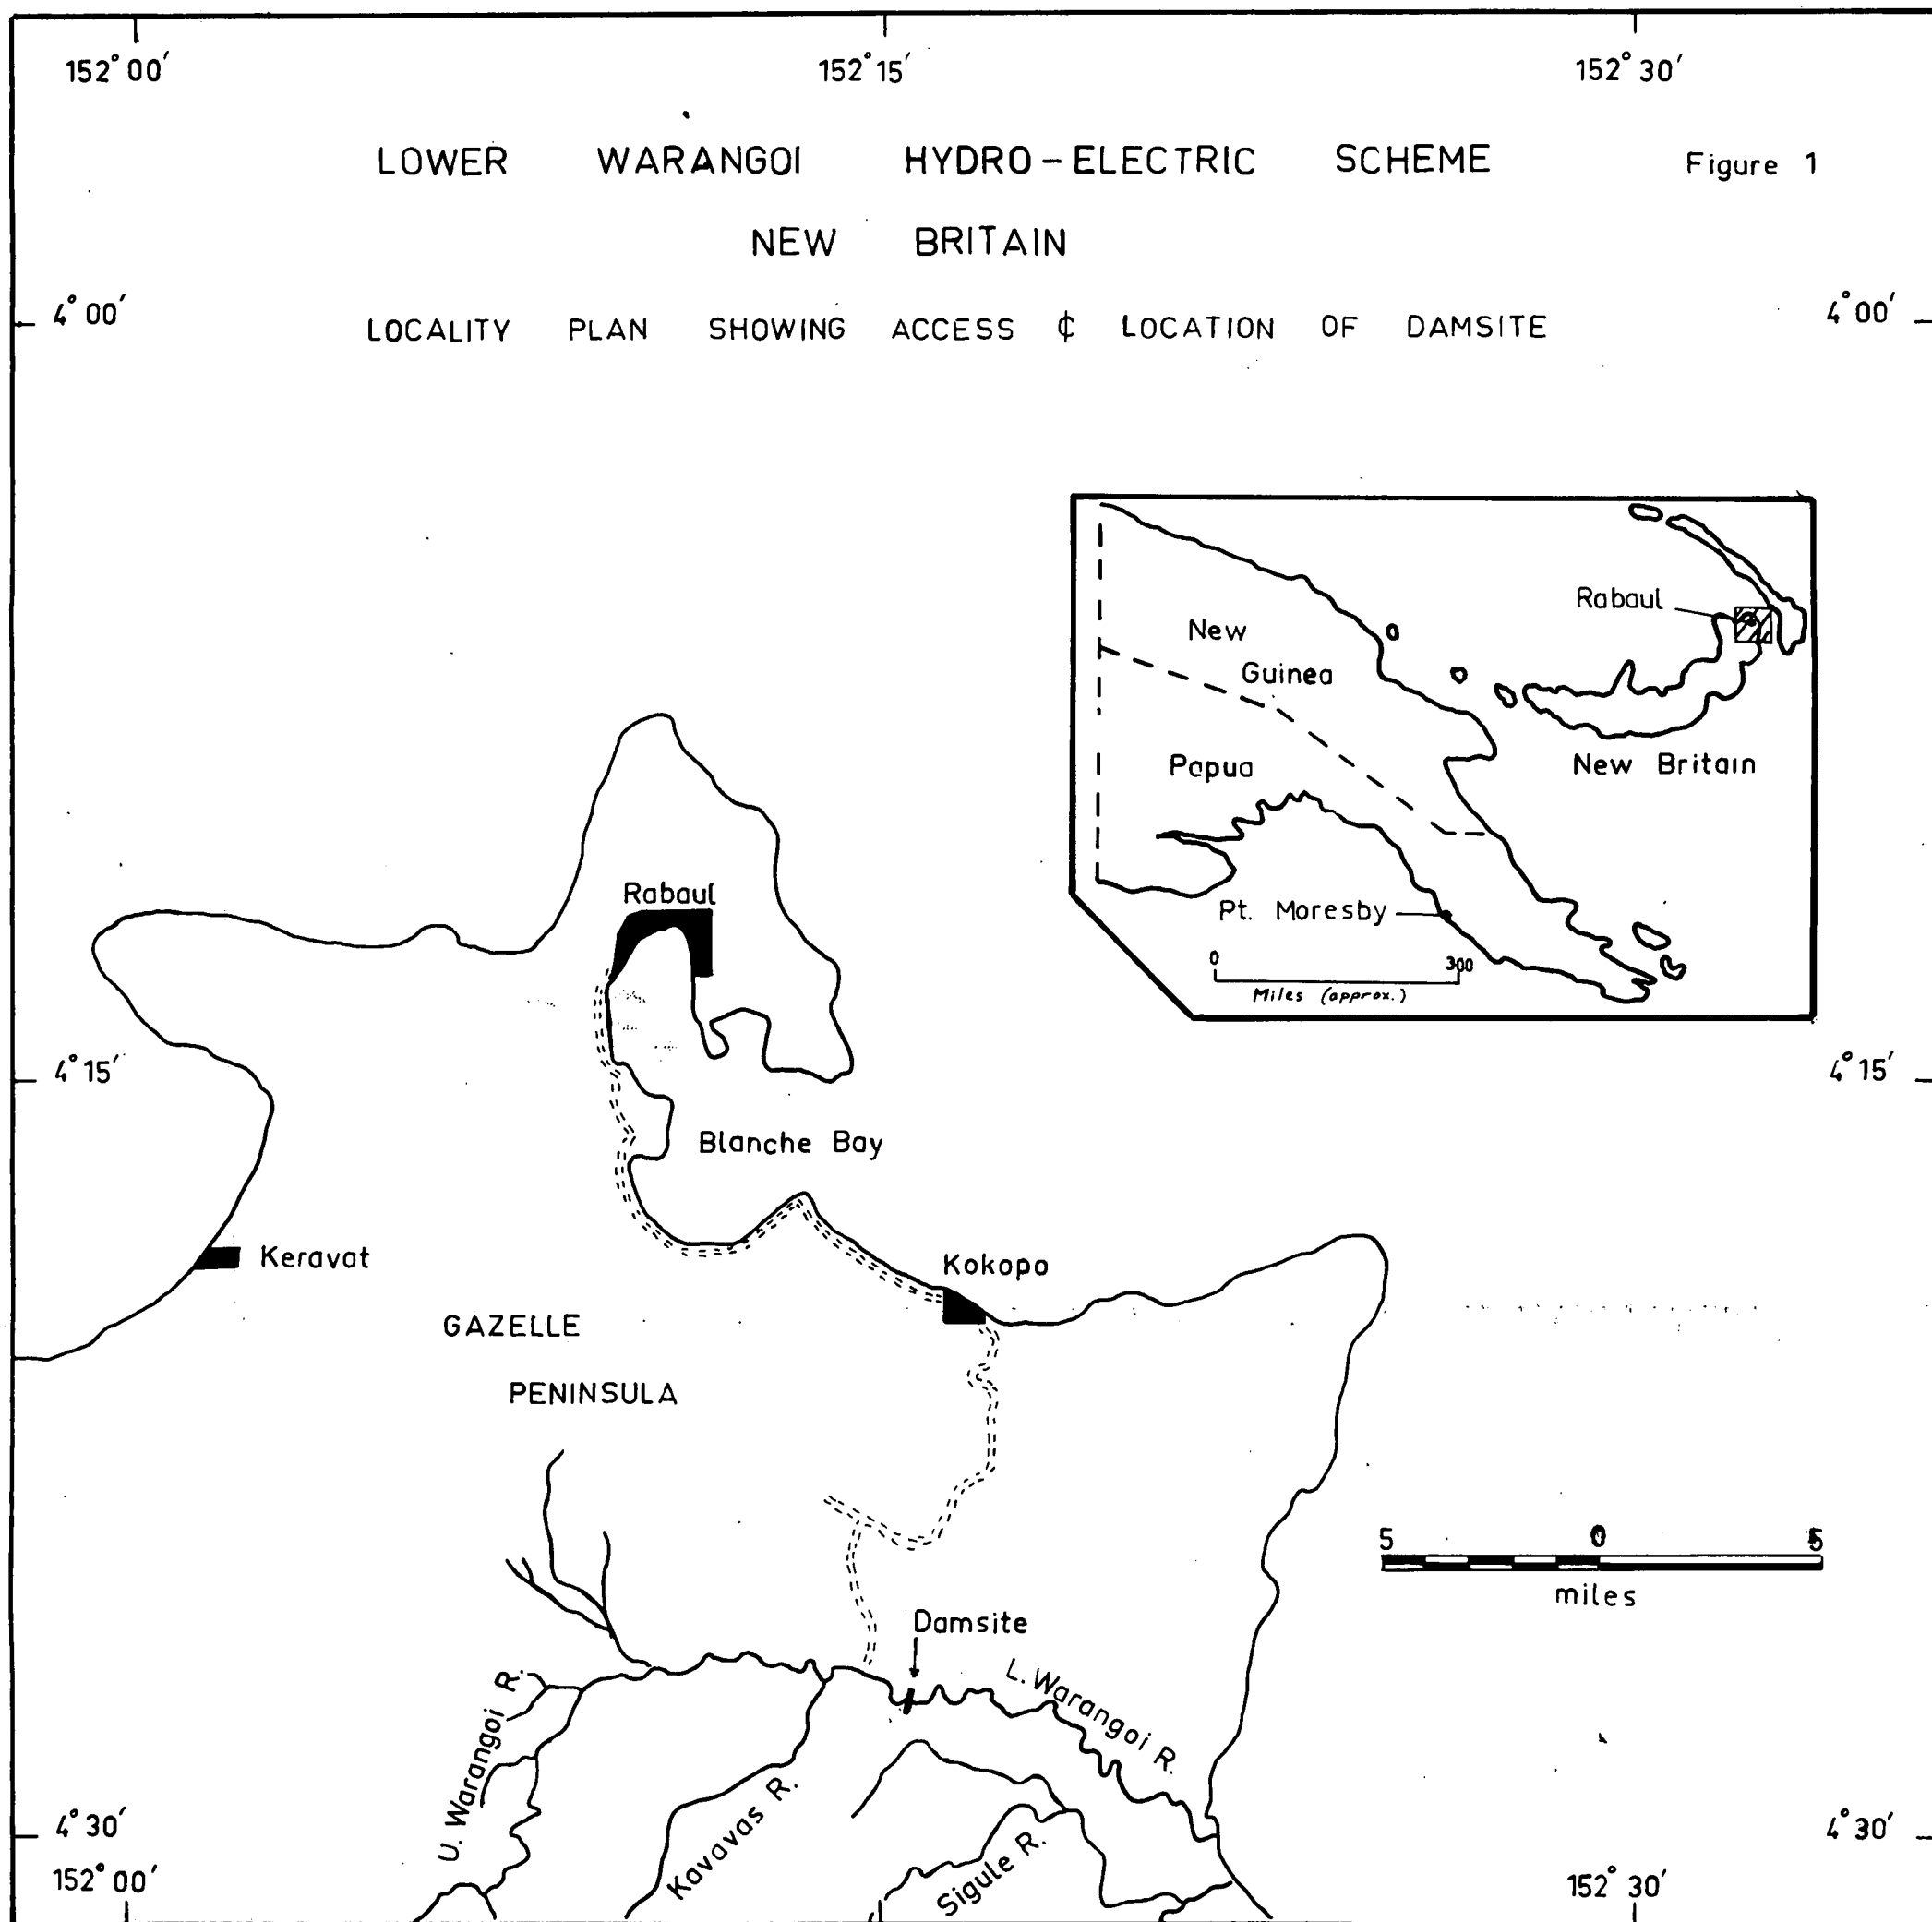 152° 00′ 152° 15′ 152° 30′
LOWER WARANGOI HYDRO-ELECTRIC SCHEME Figure 1
NEW BRITAIN
4° 00′ 4° 00′
LOCALITY PLAN SHOWING ACCESS ¢ LOCATION OF DAMSITE
Rabaul
New
Guinea
Papua
New Britain
Pt. Moresby
0 300
Miles (approx.)
Rabaul
4° 15′ 4° 15′
Blanche Bay
Keravat
Kokopo
GAZELLE
PENINSULA
5 0 5
miles
Damsite
L. Warangoi R.
U. Warangoi R.
Kavavas R.
Sigule R.
4° 30′ 4° 30′
152° 00′ 152° 30′